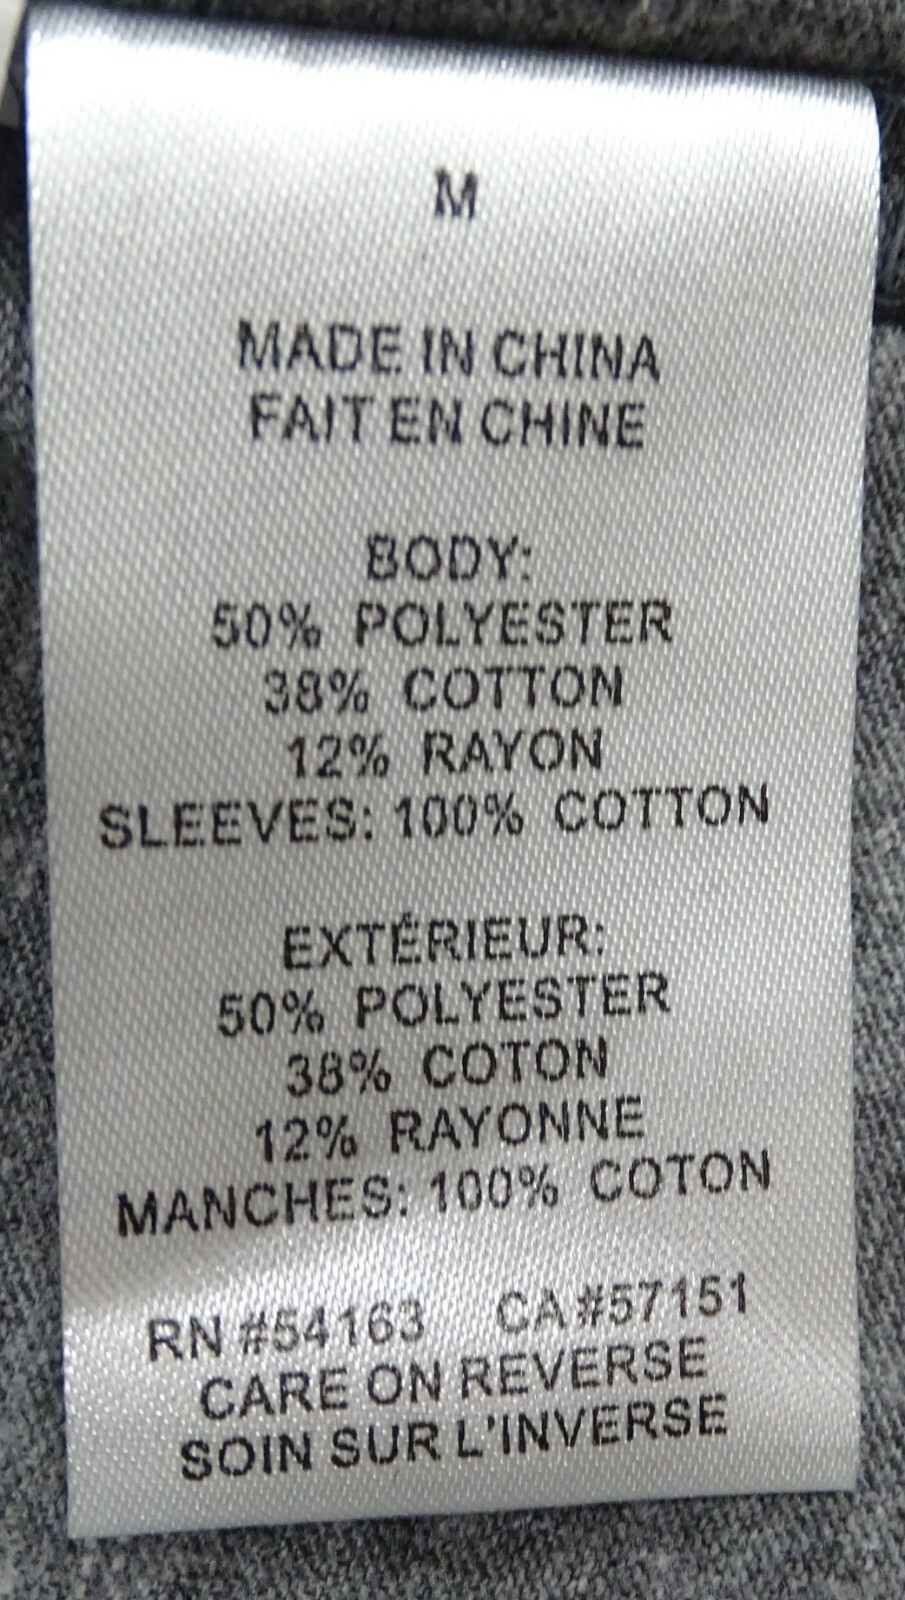 M
MADE IN CHINA
FAIT EN CHINE
BODY:
50% POLYESTER
38% COTTON
12% RAYON
SLEEVES: 100% COTTON
EXTÉRIEUR:
50% POLYESTER
38% COTON
12% RAYONNE
MANCHES: 100% COTON
RN #54163 CA #57151
CARE ON REVERSE
SOIN SUR L'INVERSE